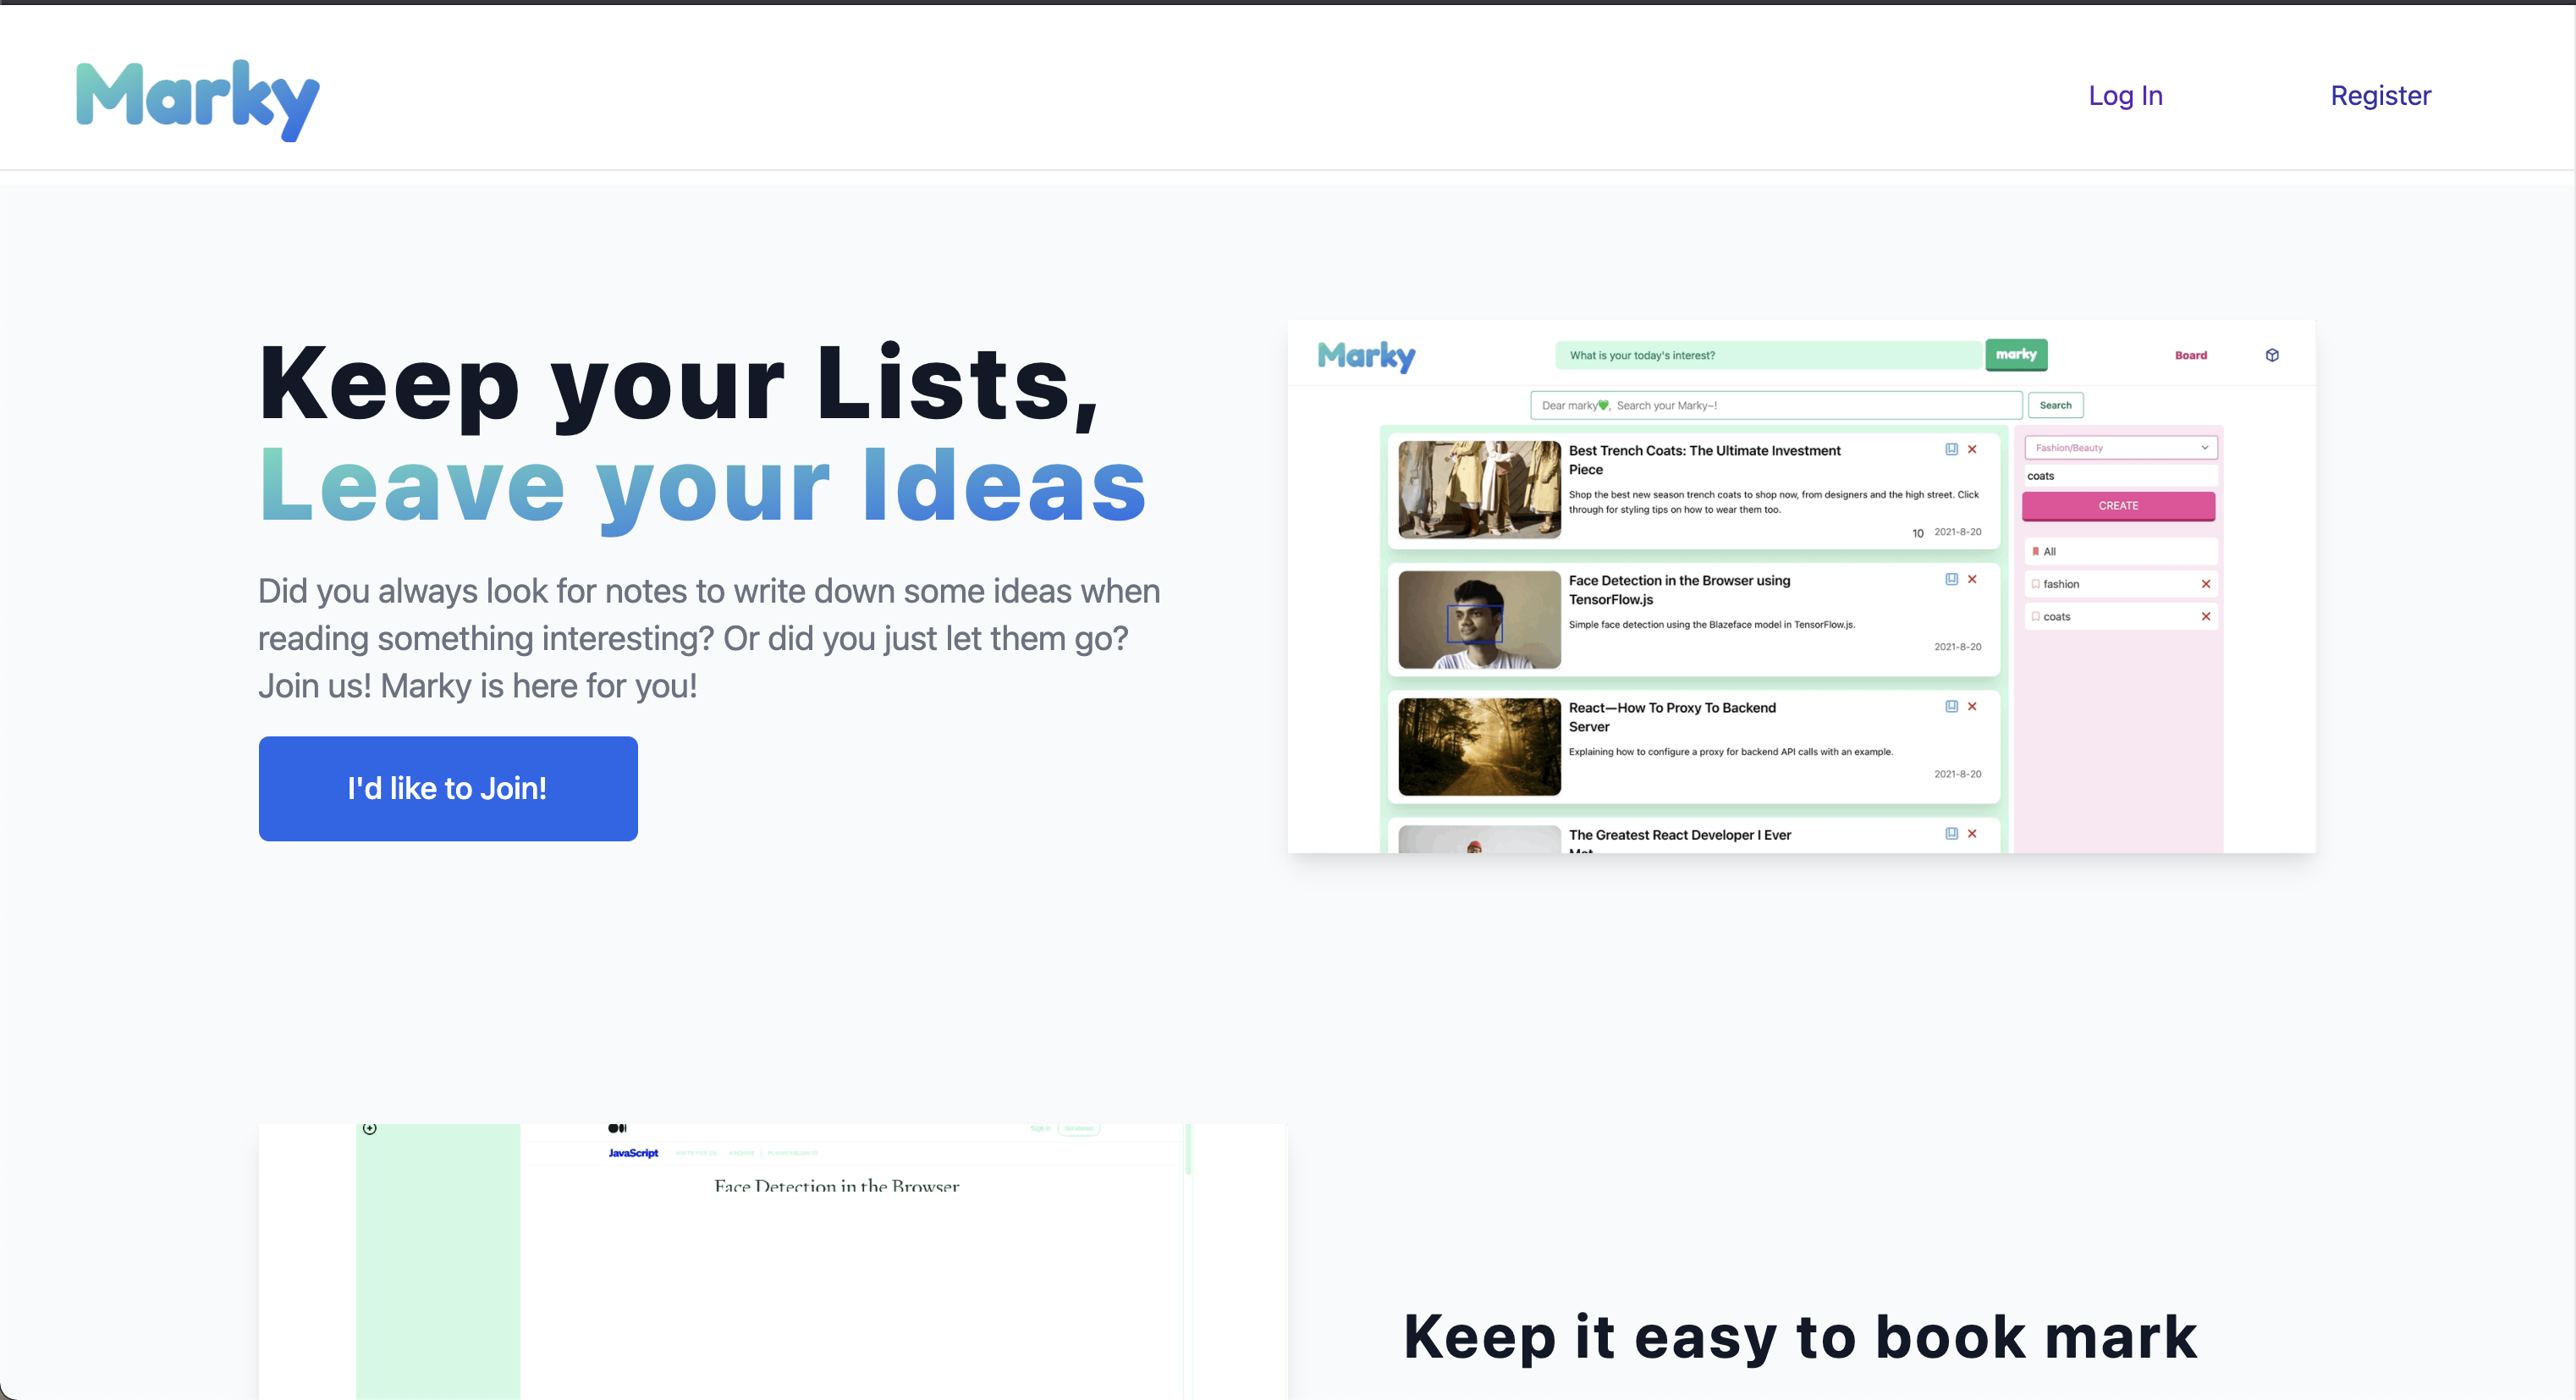 Marky
Log In
Register
Keep your Lists,
Leave your Ideas
Did you always look for notes to write down some ideas when
reading something interesting? Or did you just let them go?
Join us! Marky is here for you!
I'd like to Join!
Marky
What is your today's interest?
marky
Board
Dear marky💚, Search your Marky~!
Search
Best Trench Coats: The Ultimate Investment
Piece
Shop the best new season trench coats to shop now, from designers and the high street. Click
through for styling tips on how to wear them too.
10 2021-8-20
Face Detection in the Browser using
TensorFlow.js
Simple face detection using the Blazeface model in TensorFlow.js.
2021-8-20
React—How To Proxy To Backend
Server
Explaining how to configure a proxy for backend API calls with an example.
2021-8-20
The Greatest React Developer I Ever
Met
Fashion/Beauty
coats
CREATE
All
fashion
coats
Sign In
JavaScript
ARCHIVE
Face Detection in the Browser
Keep it easy to book mark